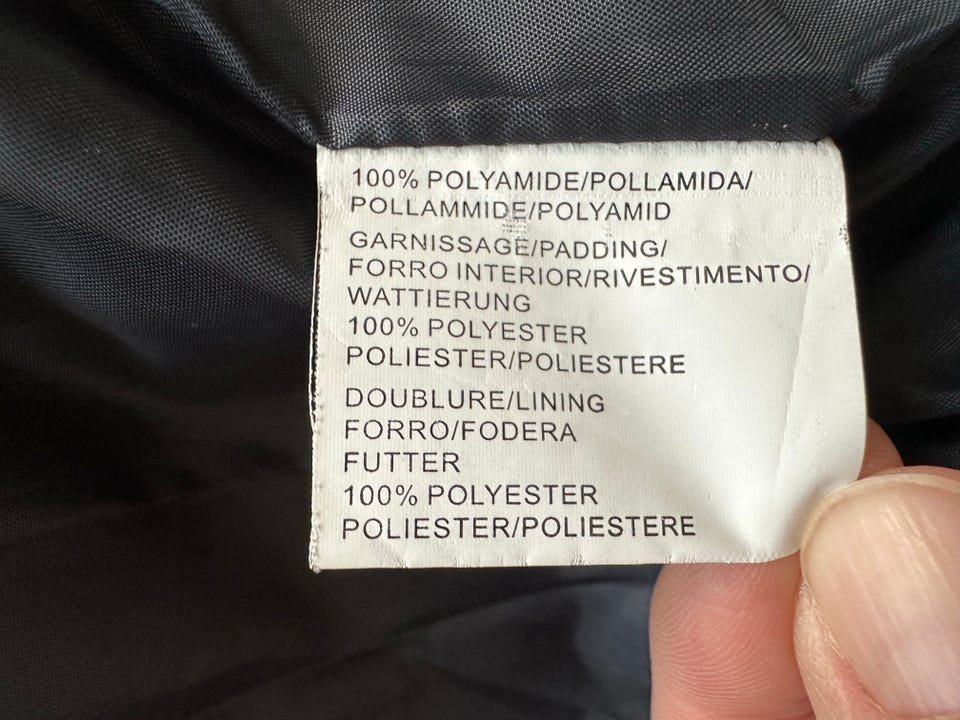 100% POLYAMIDE/POLLAMIDA/
POLLAMMIDE/POLYAMID
GARNISSAGE/PADDING/
FORRO INTERIOR/RIVESTIMENTO/
WATTIERUNG
100% POLYESTER
POLIESTER/POLIESTERE
DOUBLURE/LINING
FORRO/FODERA
FUTTER
100% POLYESTER
POLIESTER/POLIESTERE